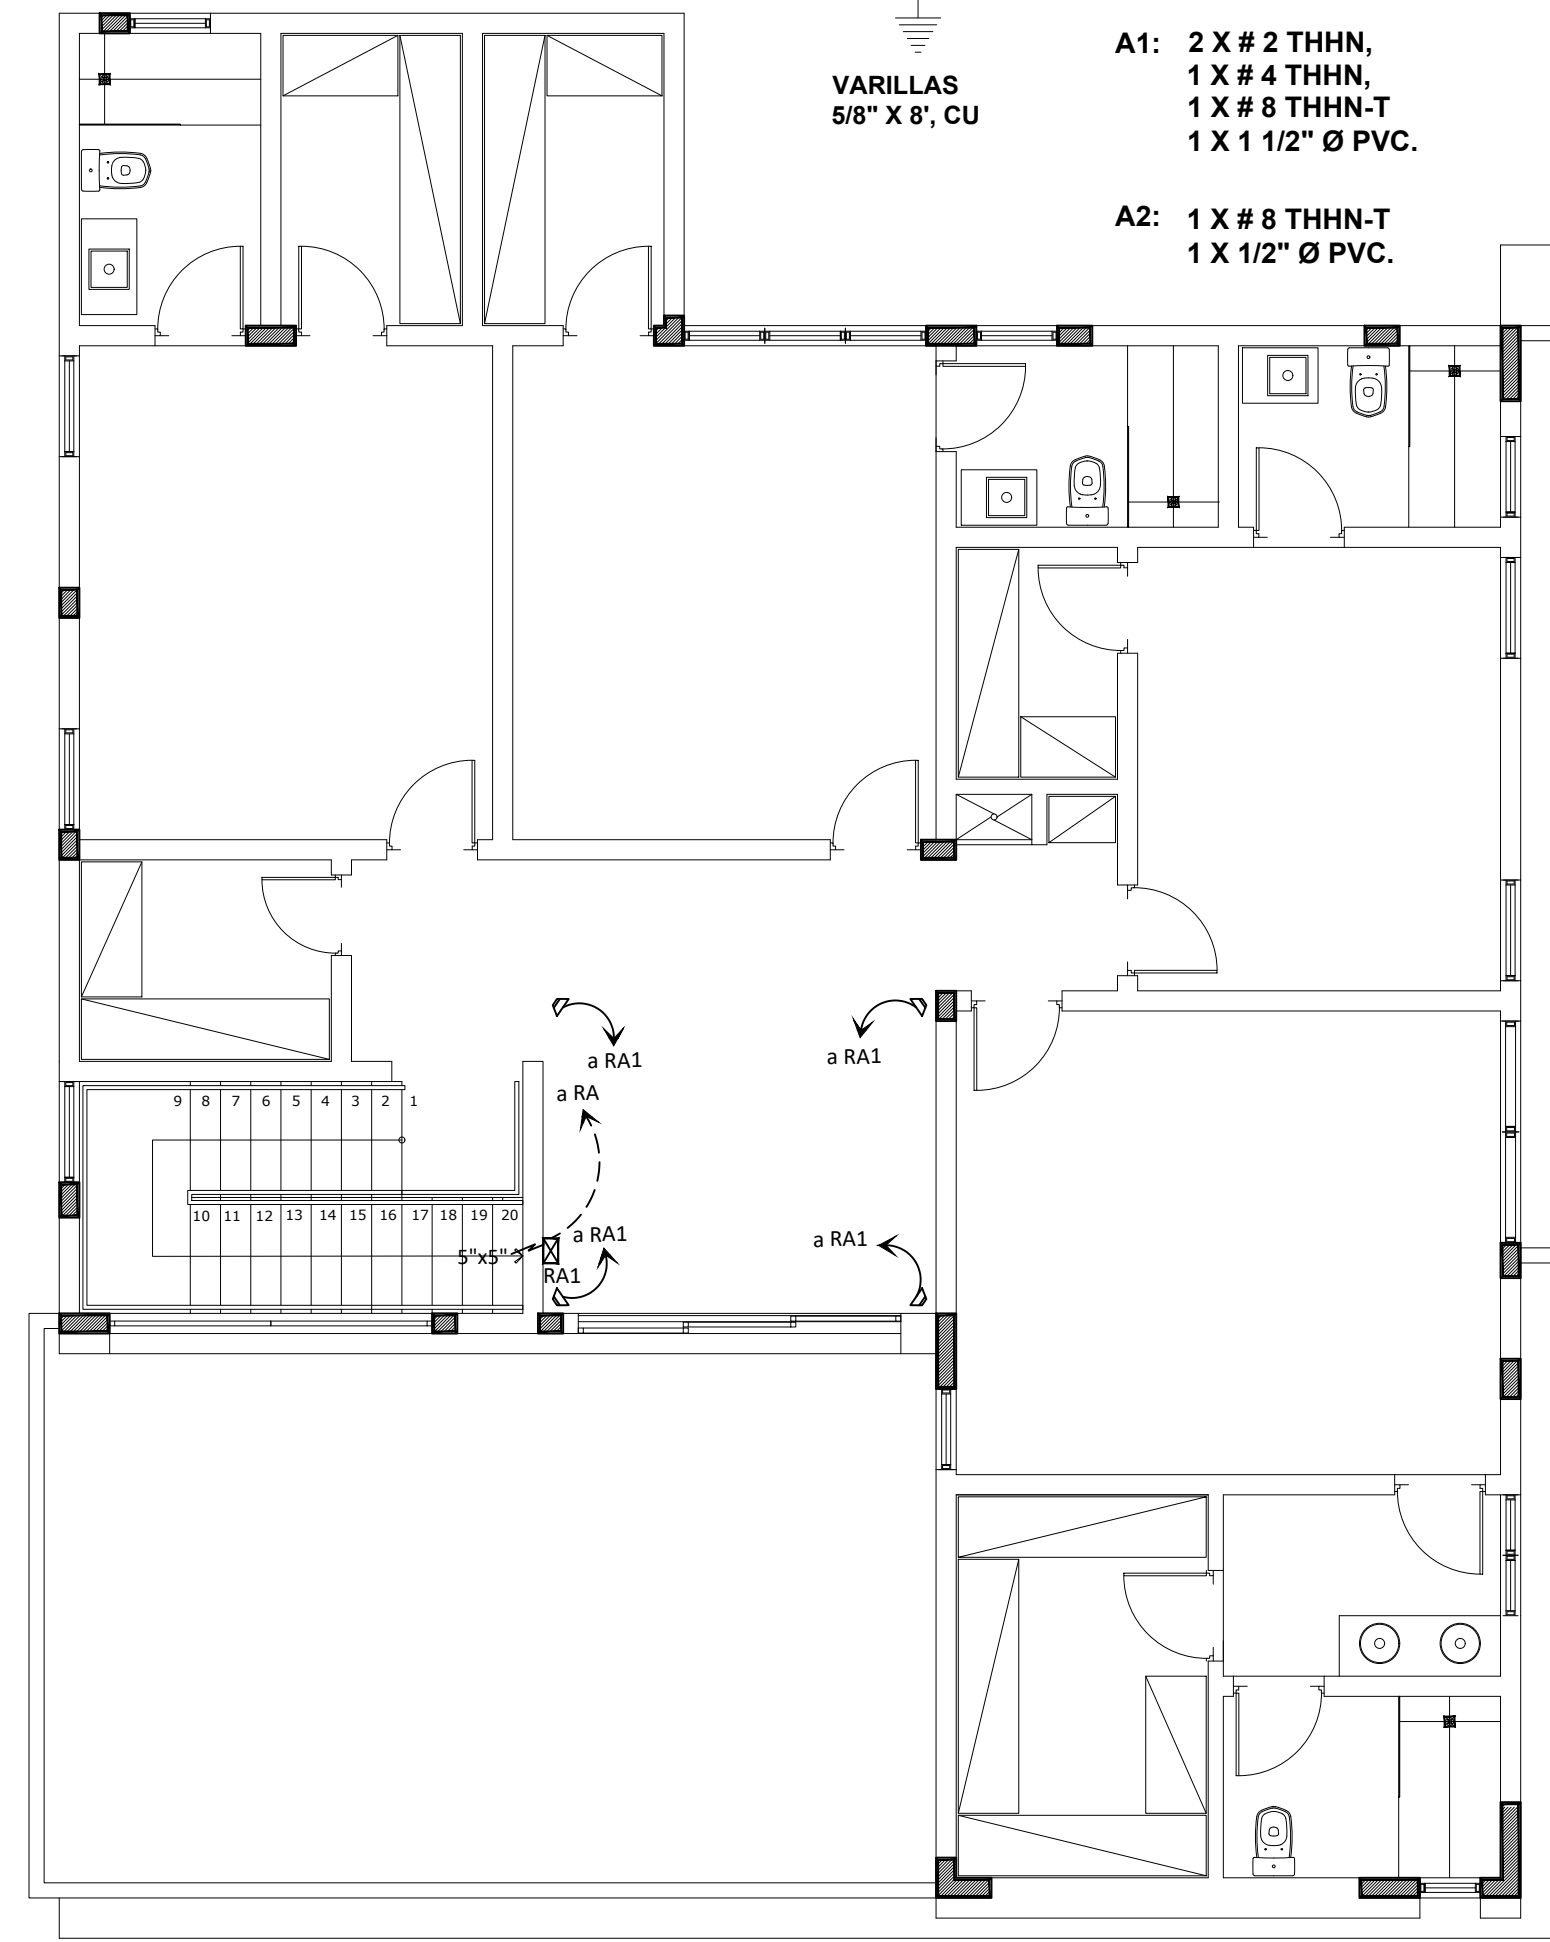 VARILLAS
5/8" X 8', CU
A1: 2 X # 2 THHN,
1 X # 4 THHN,
1 X # 8 THHN-T
1 X 1 1/2" Ø PVC.
A2: 1 X # 8 THHN-T
1 X 1/2" Ø PVC.
a RA1
a RA1
a RA
9 8 7 6 5 4 3 2 1
10 11 12 13 14 15 16 17 18 19 20
a RA1
a RA1
5"x5"
RA1